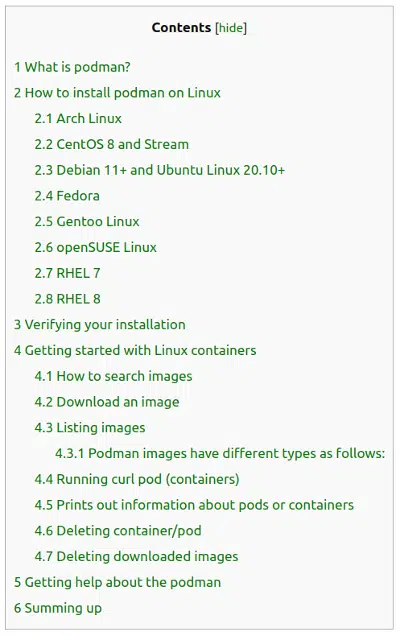 Contents [hide]
1 What is podman?
2 How to install podman on Linux
2.1 Arch Linux
2.2 CentOS 8 and Stream
2.3 Debian 11+ and Ubuntu Linux 20.10+
2.4 Fedora
2.5 Gentoo Linux
2.6 openSUSE Linux
2.7 RHEL 7
2.8 RHEL 8
3 Verifying your installation
4 Getting started with Linux containers
4.1 How to search images
4.2 Download an image
4.3 Listing images
4.3.1 Podman images have different types as follows:
4.4 Running curl pod (containers)
4.5 Prints out information about pods or containers
4.6 Deleting container/pod
4.7 Deleting downloaded images
5 Getting help about the podman
6 Summing up